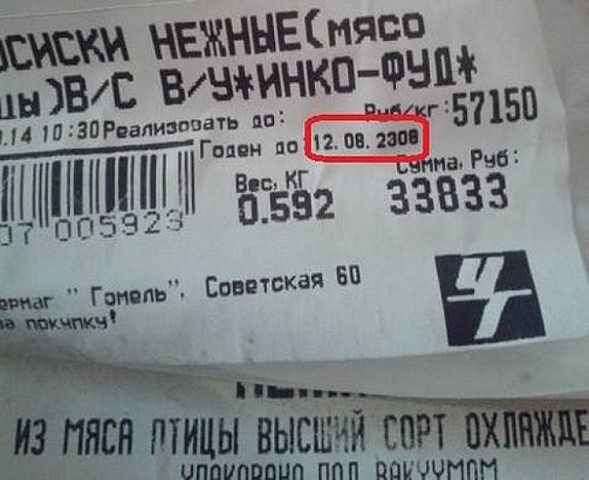 ОСИСКИ НЕЖНЫЕ(мясо
цы)В/С В/У*ИНКО-ФУД*
.14 10:30 Реализовать до: Руб/кг: 57150
Годен до 12.08.2308
Вес, КГ Сумма, Руб:
0.592 33833
07 005923
ермаг " Гомель", Советская 60
за покупку!
УГ
ИЗ МЯСА ПТИЦЫ ВЫСШИЙ СОРТ ОХЛАЖДЕ
УПАКОВАНО ПОД ВАКУУМОМ